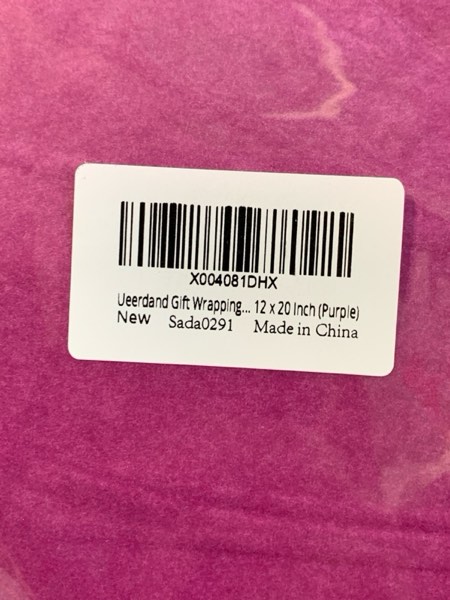 X004081DHX
Ueerdand Gift Wrapping... 12 x 20 Inch (Purple)
New Sada0291 Made in China